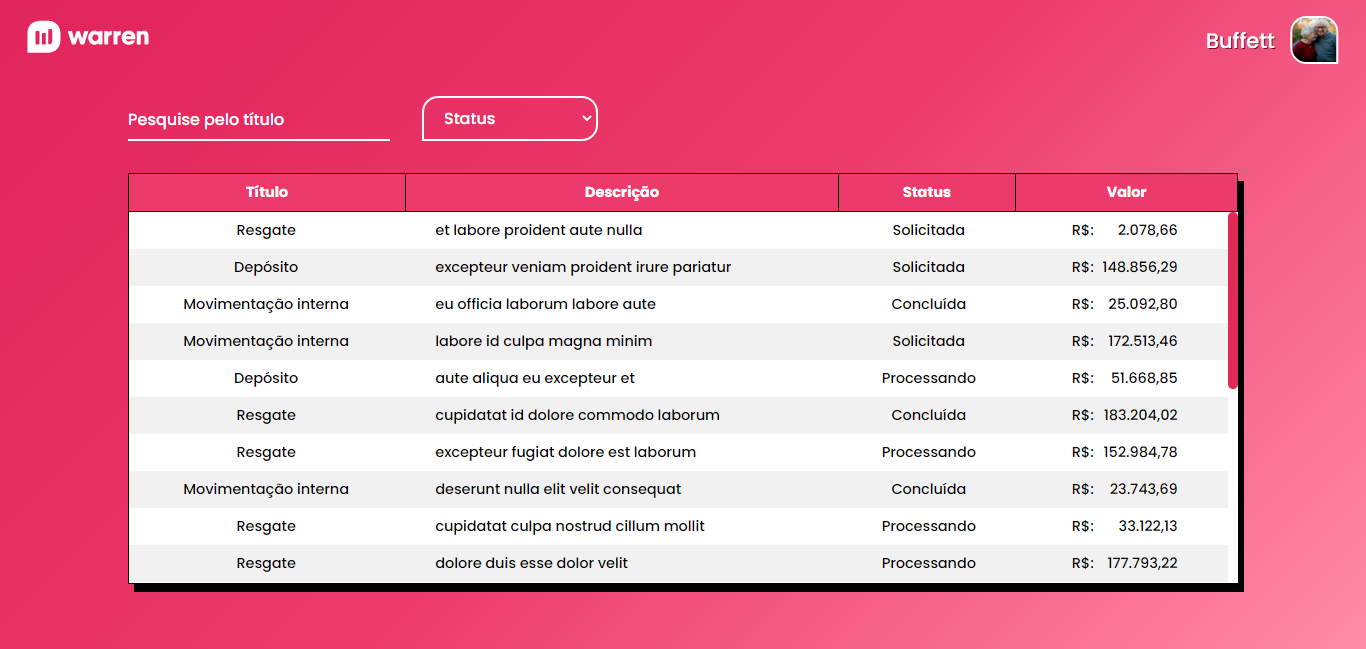 warren
Buffett
Pesquise pelo título
Status
Título Descrição Status Valor
Resgate et labore proident aute nulla Solicitada R$: 2.078,66
Depósito excepteur veniam proident irure pariatur Solicitada R$: 148.856,29
Movimentação interna eu officia laborum labore aute Concluída R$: 25.092,80
Movimentação interna labore id culpa magna minim Solicitada R$: 172.513,46
Depósito aute aliqua eu excepteur et Processando R$: 51.668,85
Resgate cupidatat id dolore commodo laborum Concluída R$: 183.204,02
Resgate excepteur fugiat dolore est laborum Processando R$: 152.984,78
Movimentação interna deserunt nulla elit velit consequat Concluída R$: 23.743,69
Resgate cupidatat culpa nostrud cillum mollit Processando R$: 33.122,13
Resgate dolore duis esse dolor velit Processando R$: 177.793,22